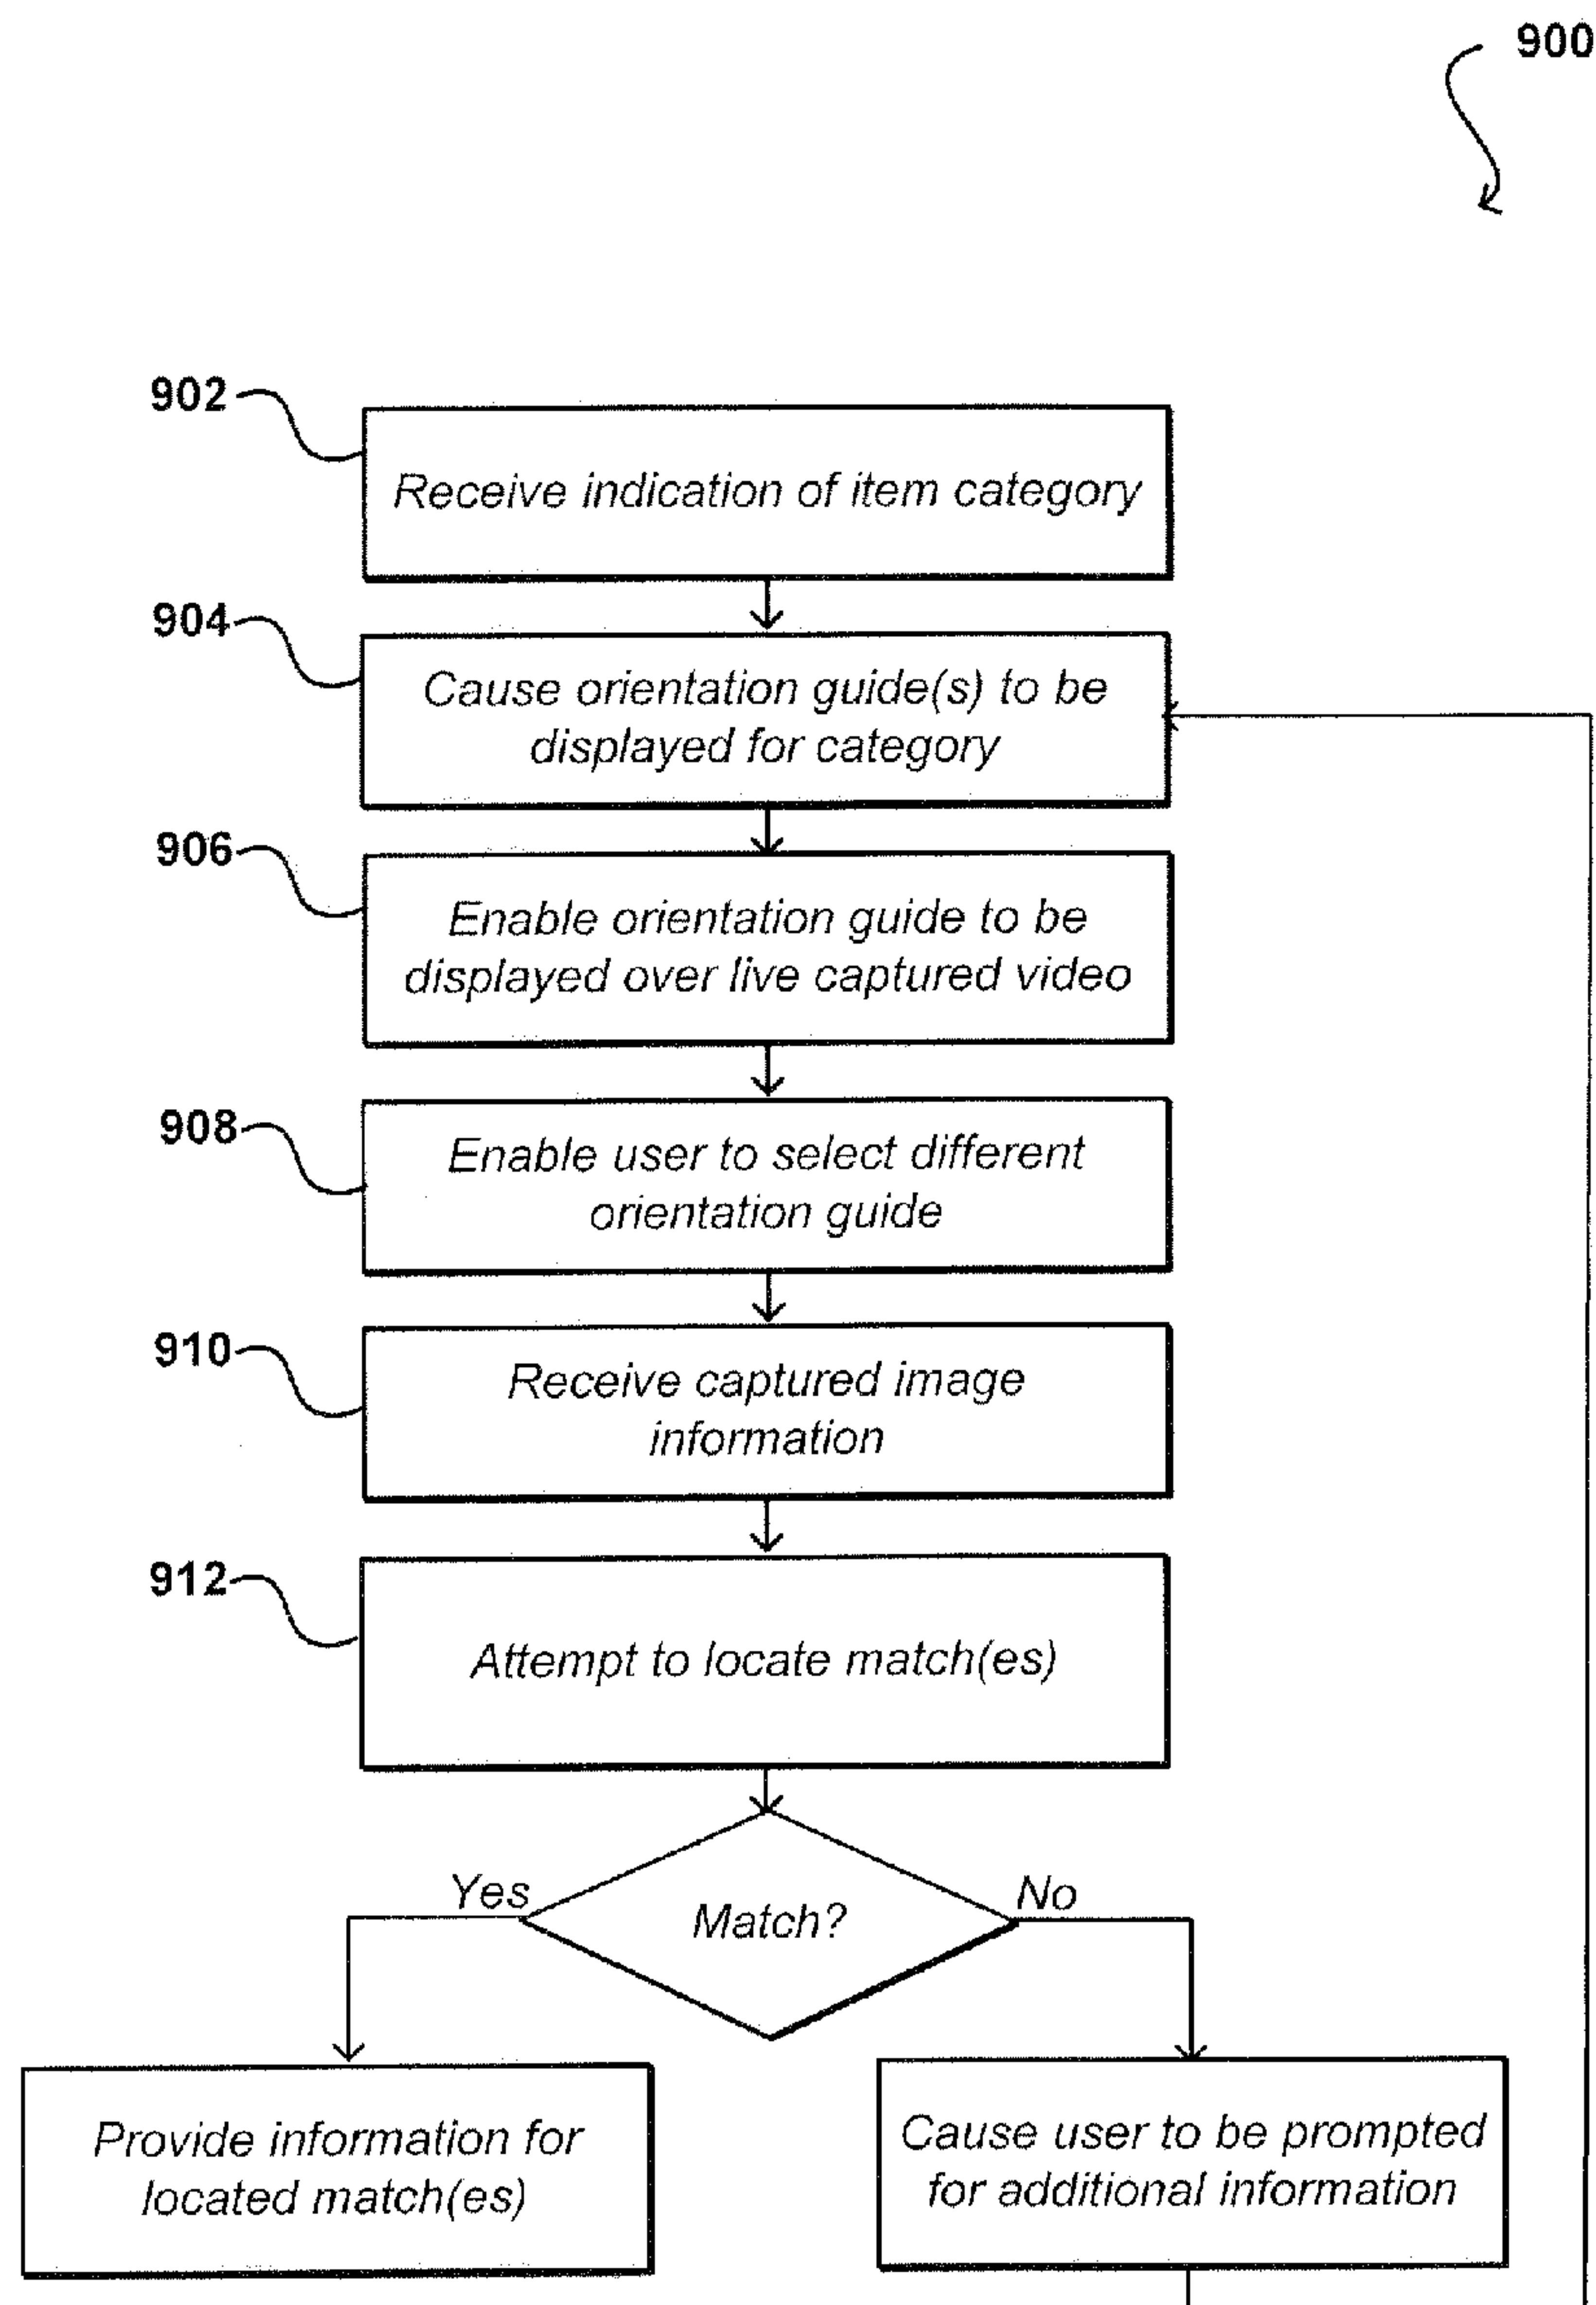 900
902
Receive indication of item category
904
Cause orientation guide(s) to be
displayed for category
906
Enable orientation guide to be
displayed over live captured video
908
Enable user to select different
orientation guide
910
Receive captured image
information
912
Attempt to locate match(es)
Yes
No
Match?
Provide information for
located match(es)
Cause user to be prompted
for additional information